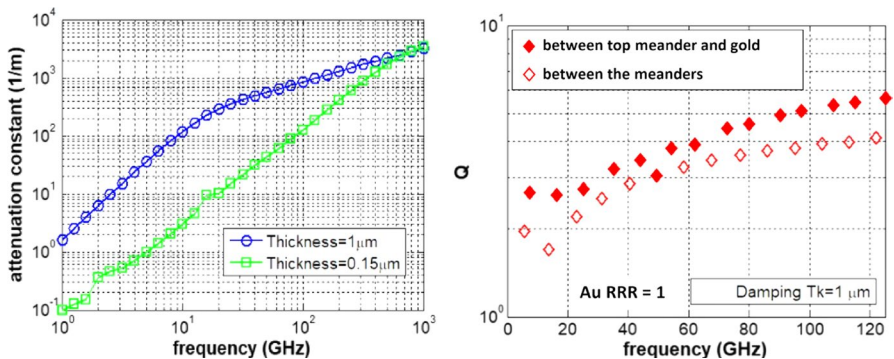 attenuation constant (1/m)
10^4
10^3
10^2
10^1
10^0
10^-1
Thickness=1μm
Thickness=0.15μm
10^0 10^1 10^2 10^3
frequency (GHz)
Q
10^1
10^0
between top meander and gold
between the meanders
Au RRR = 1
Damping Tk=1 μm
0 20 40 60 80 100 120
frequency (GHz)